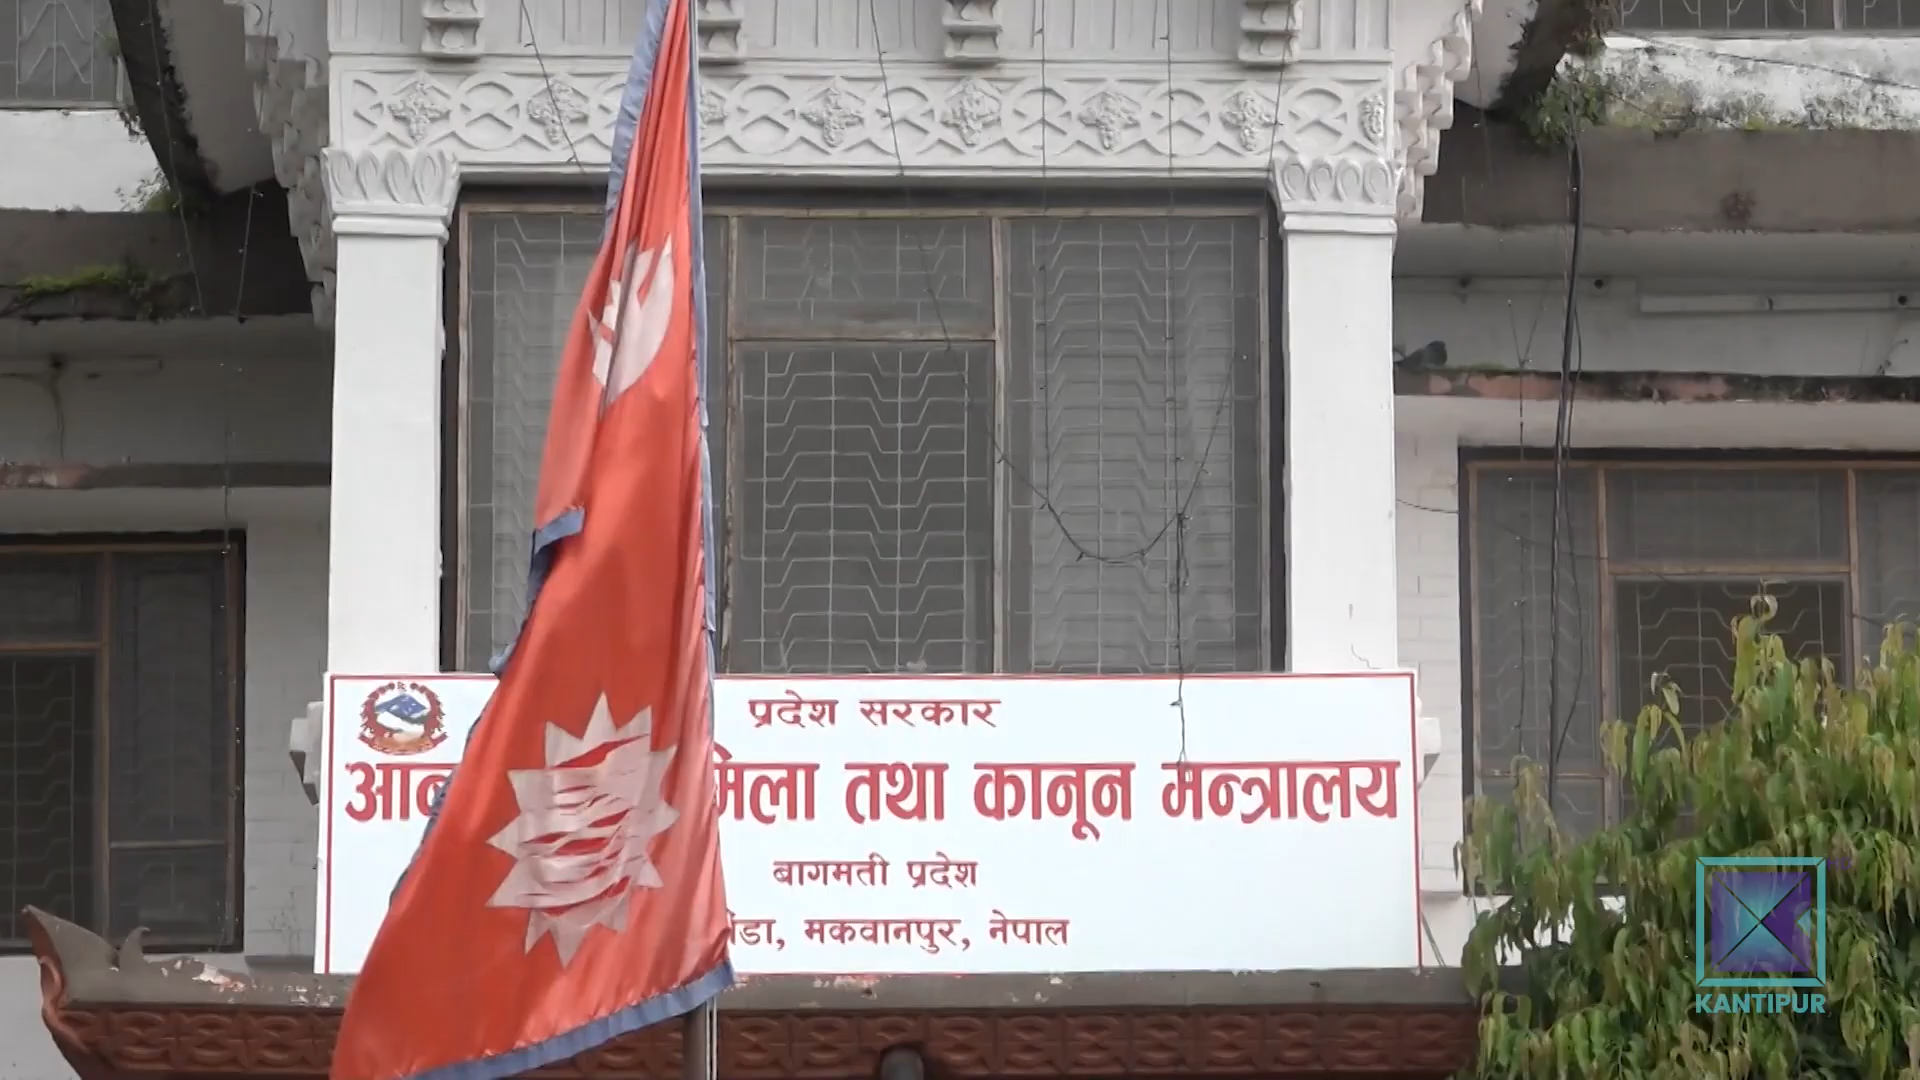 प्रदेश सरकार
तथा कानून मन्त्रालय
बागमती प्रदेश
मकवानपुर, नेपाल
KANTIPUR